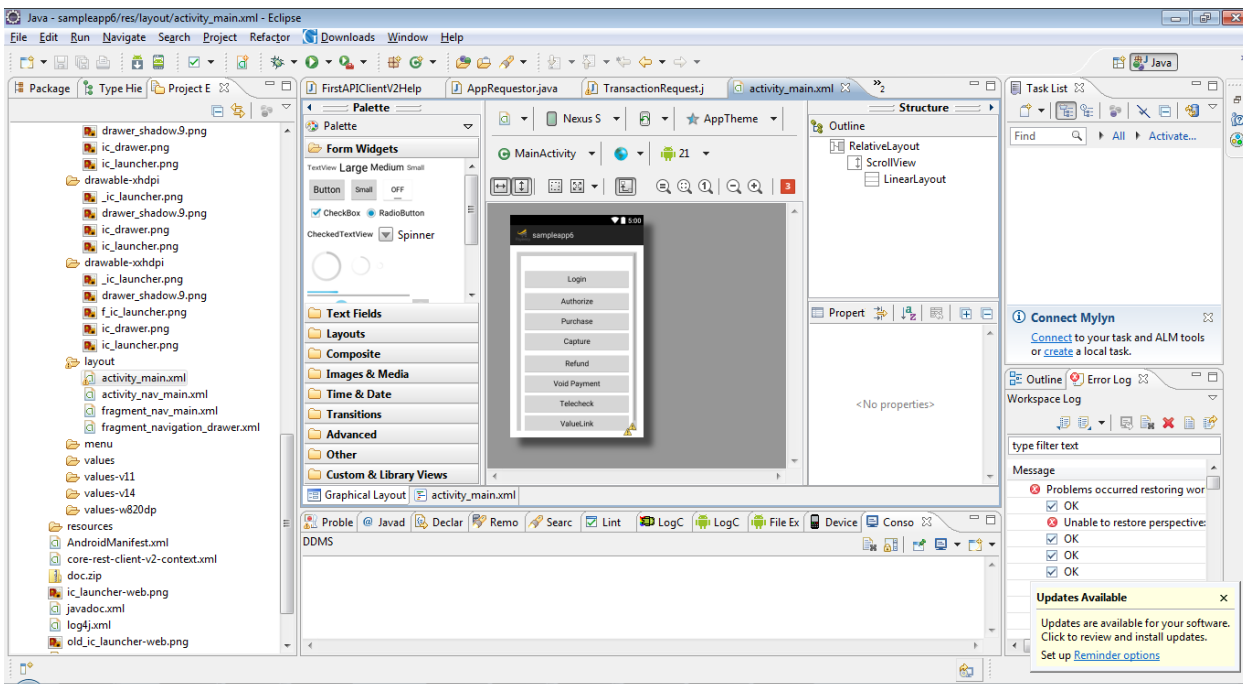 Java - sampleapp6/res/layout/activity_main.xml - Eclipse
File Edit Run Navigate Search Project Refactor Downloads Window Help
Java
Package Type Hie Project E
drawer_shadow.9.png
ic_drawer.png
ic_launcher.png
drawable-xhdpi
_ic_launcher.png
drawer_shadow.9.png
ic_drawer.png
ic_launcher.png
drawable-xxhdpi
_ic_launcher.png
drawer_shadow.9.png
f_ic_launcher.png
ic_drawer.png
ic_launcher.png
layout
activity_main.xml
activity_nav_main.xml
fragment_nav_main.xml
fragment_navigation_drawer.xml
menu
values
values-v11
values-v14
values-w820dp
resources
AndroidManifest.xml
core-rest-client-v2-context.xml
doc.zip
ic_launcher-web.png
javadoc.xml
log4j.xml
old_ic_launcher-web.png
FirstAPIClientV2Help AppRequestor.java TransactionRequest.j activity_main.xml 2
Palette
Palette
Form Widgets
TextView Large Medium Small
Button Small OFF
CheckBox RadioButton
CheckedTextView Spinner
Text Fields
Layouts
Composite
Images & Media
Time & Date
Transitions
Advanced
Other
Custom & Library Views
Graphical Layout activity_main.xml
Nexus S AppTheme
MainActivity 21
3
5:00
sampleapp6
Login
Authorize
Purchase
Capture
Refund
Void Payment
Telecheck
ValueLink
Structure
Outline
RelativeLayout
ScrollView
LinearLayout
Propert
<No properties>
Proble Javad Declar Remo Searc Lint LogC LogC File Ex Device Conso
DDMS
Task List
Find All Activate...
Connect Mylyn
Connect to your task and ALM tools
or create a local task.
Outline Error Log
Workspace Log
type filter text
Message
Problems occurred restoring wor
OK
Unable to restore perspective:
OK
OK
OK
Updates Available
Updates are available for your software.
Click to review and install updates.
Set up Reminder options